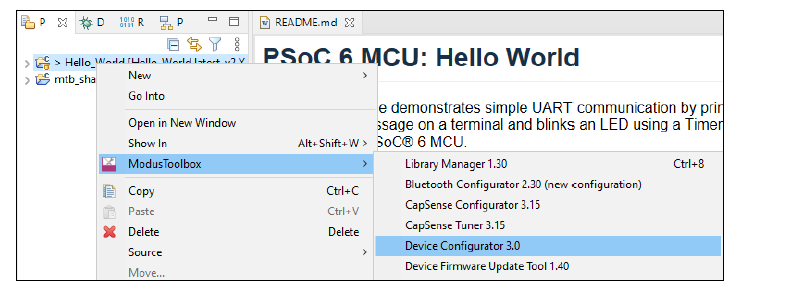 P D R P README.md
PSoC 6 MCU: Hello World
> Hello_World [Hello_World
mtb_sha
e demonstrates simple UART communication by prin
ssage on a terminal and blinks an LED using a Timer
SoC® 6 MCU.
New
Go Into
Open in New Window
Show In Alt+Shift+W >
ModusToolbox
Copy Ctrl+C
Paste Ctrl+V
Delete Delete
Source
Move...
Library Manager 1.30 Ctrl+8
Bluetooth Configurator 2.30 (new configuration)
CapSense Configurator 3.15
CapSense Tuner 3.15
Device Configurator 3.0
Device Firmware Update Tool 1.40